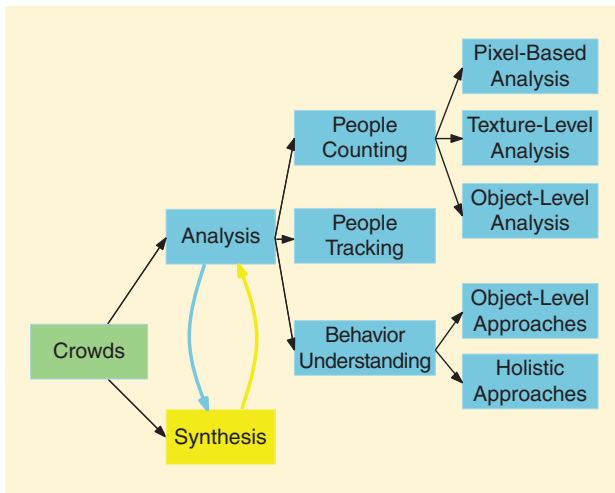 Crowds
Analysis
Synthesis
People
Counting
People
Tracking
Behavior
Understanding
Pixel-Based
Analysis
Texture-Level
Analysis
Object-Level
Analysis
Object-Level
Approaches
Holistic
Approaches